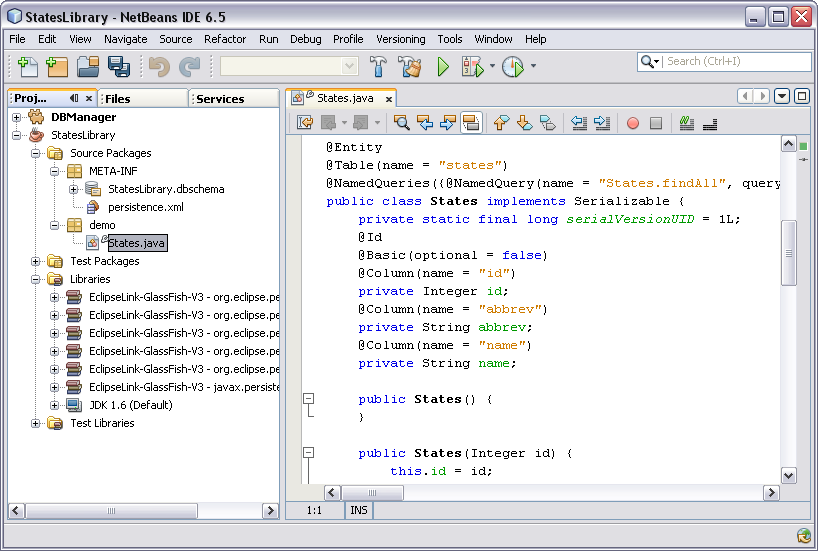 StatesLibrary - NetBeans IDE 6.5
File Edit View Navigate Source Refactor Run Debug Profile Versioning Tools Window Help
Search (Ctrl+I)
Proj... Files Services
DBManager
StatesLibrary
Source Packages
META-INF
StatesLibrary.dbschema
persistence.xml
demo
States.java
Test Packages
Libraries
EclipseLink-GlassFish-V3 - org.eclipse.pe
EclipseLink-GlassFish-V3 - org.eclipse.pe
EclipseLink-GlassFish-V3 - org.eclipse.pe
EclipseLink-GlassFish-V3 - org.eclipse.pe
EclipseLink-GlassFish-V3 - org.eclipse.pe
EclipseLink-GlassFish-V3 - javax.persiste
JDK 1.6 (Default)
Test Libraries
States.java
@Entity
@Table(name = "states")
@NamedQueries({@NamedQuery(name = "States.findAll", query
public class States implements Serializable {
private static final long serialVersionUID = 1L;
@Id
@Basic(optional = false)
@Column(name = "id")
private Integer id;
@Column(name = "abbrev")
private String abbrev;
@Column(name = "name")
private String name;
public States() {
}
public States(Integer id) {
this.id = id;
1:1 INS